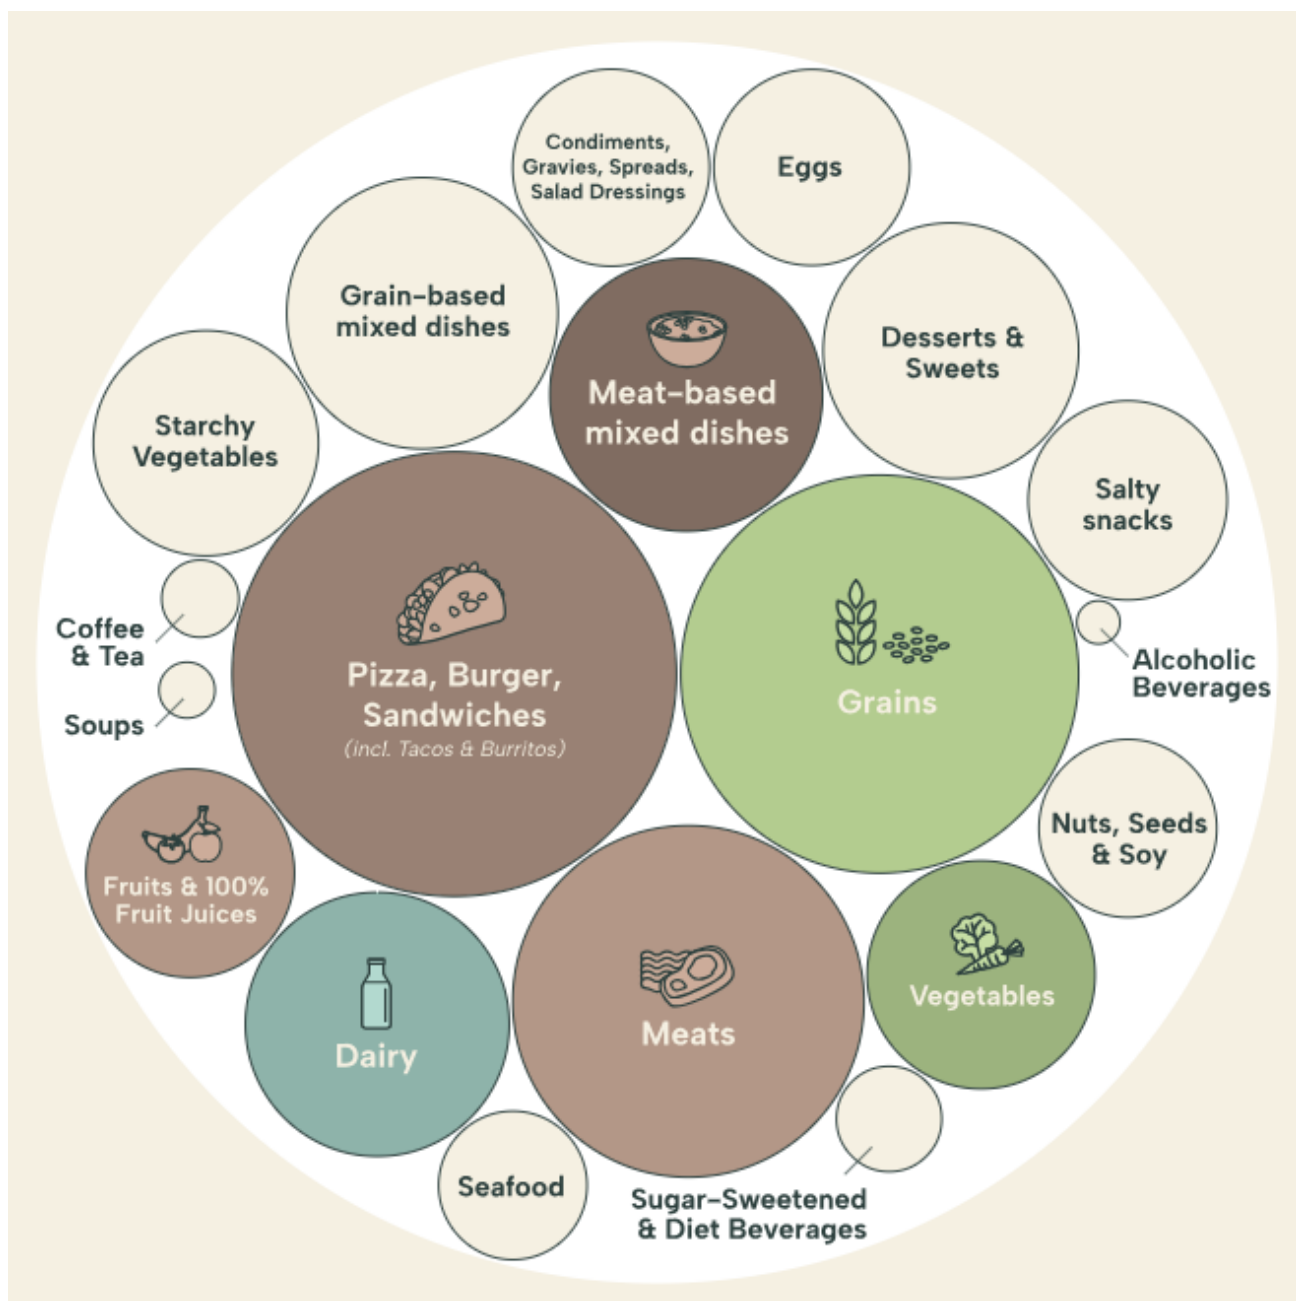 Condiments,
Gravies, Spreads,
Salad Dressings
Eggs
Grain-based
mixed dishes
Meat-based
mixed dishes
Desserts &
Sweets
Starchy
Vegetables
Salty
snacks
Coffee
& Tea
Soups
Pizza, Burger,
Sandwiches
(incl. Tacos & Burritos)
Grains
Alcoholic
Beverages
Nuts, Seeds
& Soy
Fruits & 100%
Fruit Juices
Dairy
Meats
Vegetables
Seafood
Sugar-Sweetened
& Diet Beverages